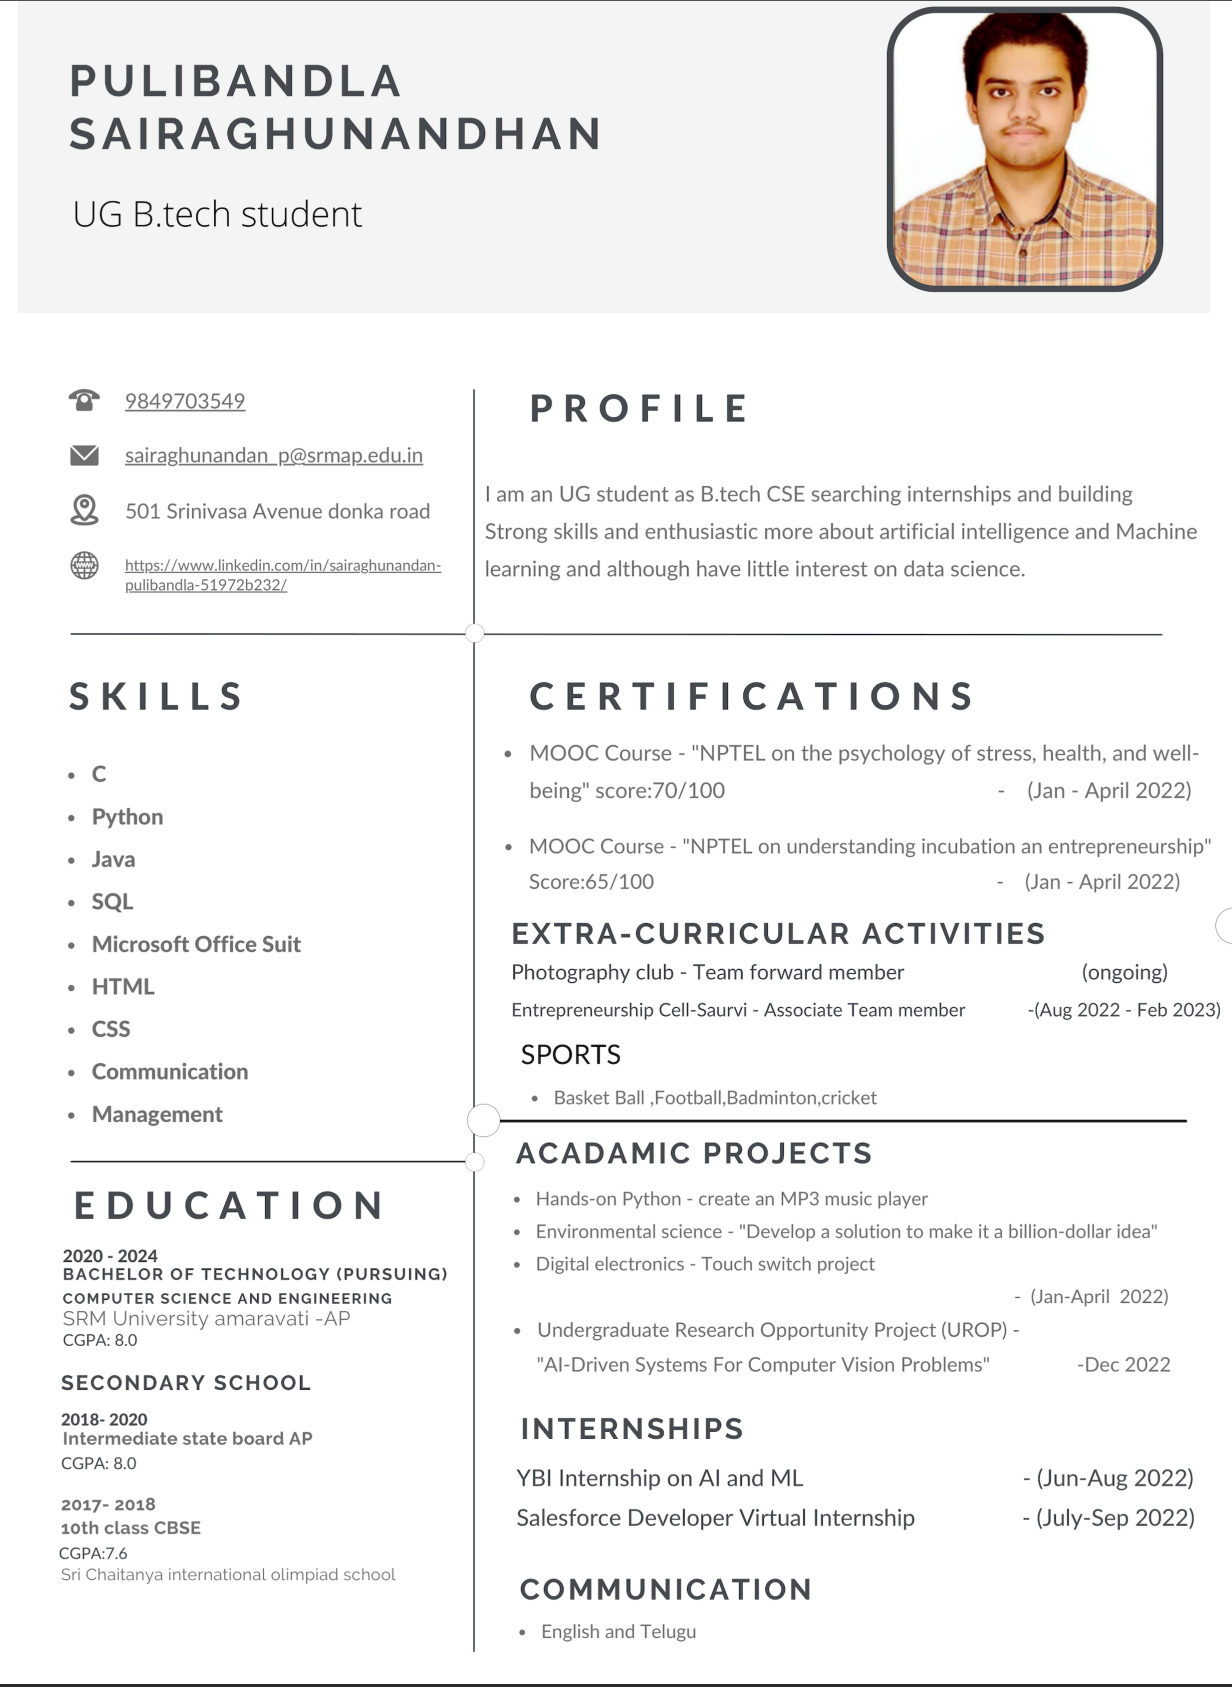 PULIBANDLA
SAIRAGHUNANDHAN
UG B.tech student
9849703549
sairaghunandan_p@srmap.edu.in
501 Srinivasa Avenue donka road
https://www.linkedin.com/in/sairaghunandan-
pulibandla-51972b232/
PROFILE
I am an UG student as B.tech CSE searching internships and building
Strong skills and enthusiastic more about artificial intelligence and Machine
learning and although have little interest on data science.
SKILLS
• C
• Python
• Java
• SQL
• Microsoft Office Suit
• HTML
• CSS
• Communication
• Management
EDUCATION
2020 - 2024
BACHELOR OF TECHNOLOGY (PURSUING)
COMPUTER SCIENCE AND ENGINEERING
SRM University amaravati -AP
CGPA: 8.0
SECONDARY SCHOOL
2018- 2020
Intermediate state board AP
CGPA: 8.0
2017- 2018
10th class CBSE
CGPA:7.6
Sri Chaitanya international olimpiad school
CERTIFICATIONS
• MOOC Course - "NPTEL on the psychology of stress, health, and well-
being" score:70/100 - (Jan - April 2022)
• MOOC Course - "NPTEL on understanding incubation an entrepreneurship"
Score:65/100 - (Jan - April 2022)
EXTRA-CURRICULAR ACTIVITIES
Photography club - Team forward member (ongoing)
Entrepreneurship Cell-Saurvi - Associate Team member -(Aug 2022 - Feb 2023)
SPORTS
• Basket Ball ,Football,Badminton,cricket
ACADAMIC PROJECTS
• Hands-on Python - create an MP3 music player
• Environmental science - "Develop a solution to make it a billion-dollar idea"
• Digital electronics - Touch switch project
- (Jan-April 2022)
• Undergraduate Research Opportunity Project (UROP) -
"AI-Driven Systems For Computer Vision Problems" -Dec 2022
INTERNSHIPS
YBI Internship on AI and ML - (Jun-Aug 2022)
Salesforce Developer Virtual Internship - (July-Sep 2022)
COMMUNICATION
• English and Telugu